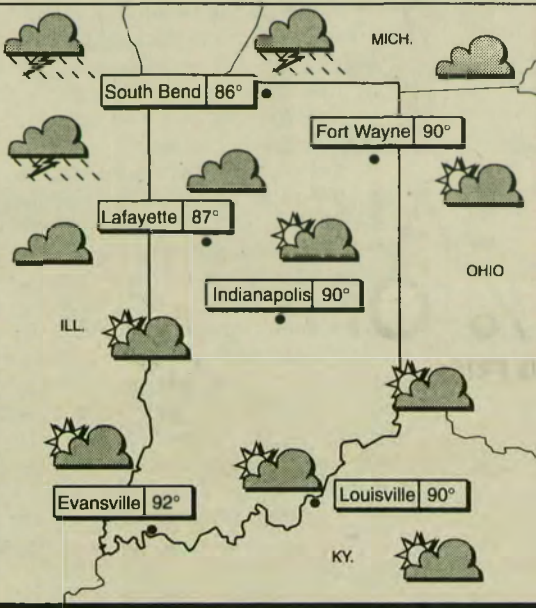 MICH.
South Bend 86°
Fort Wayne 90°
Lafayette 87°
OHIO
Indianapolis 90°
ILL.
Evansville 92°
Louisville 90°
KY.